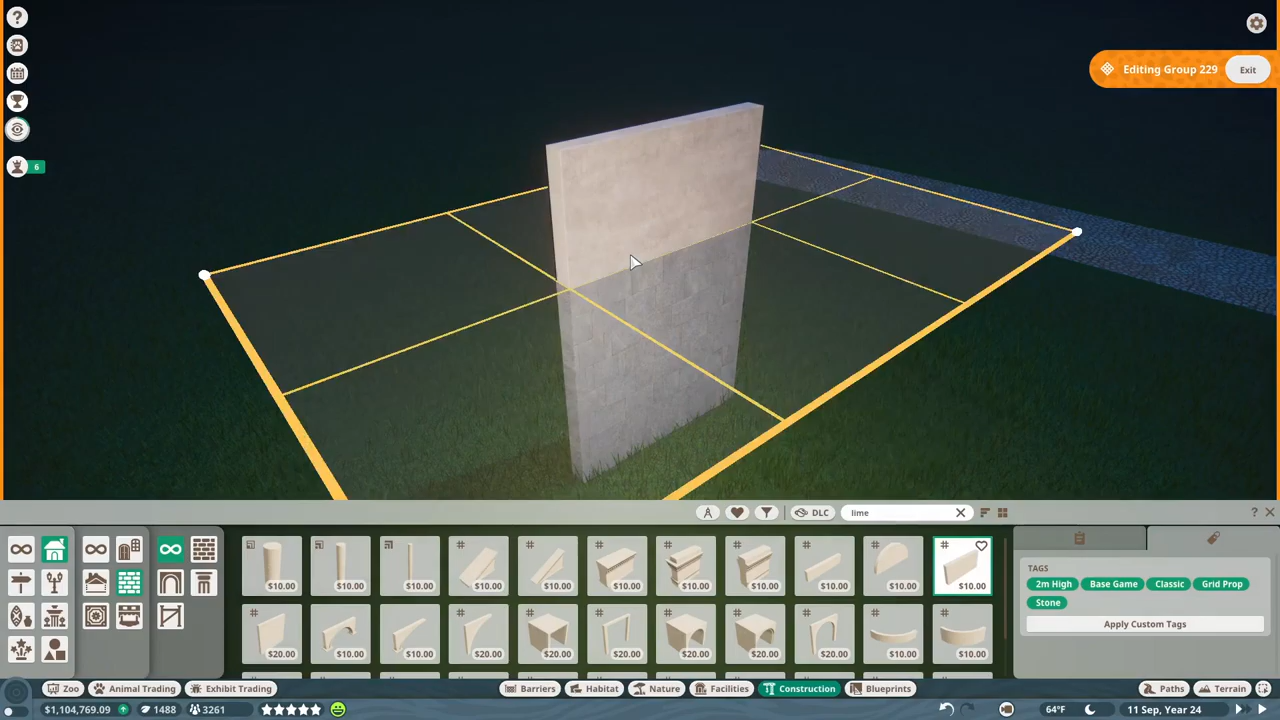 ?
Editing Group 229 Exit
6
DLC lime ? 
$10.00 $10.00 $10.00 $10.00 $10.00 $10.00 $10.00 $10.00 $10.00 $10.00 $10.00
$20.00 $10.00 $10.00 $20.00 $20.00 $20.00 $20.00 $20.00 $20.00 $10.00 $10.00
TAGS
2m High Base Game Classic Grid Prop
Stone
Apply Custom Tags
Zoo Animal Trading Exhibit Trading Barriers Habitat Nature Facilities Construction Blueprints Paths Terrain
$1,104,769.09 1488 3261 64°F 11 Sep, Year 24